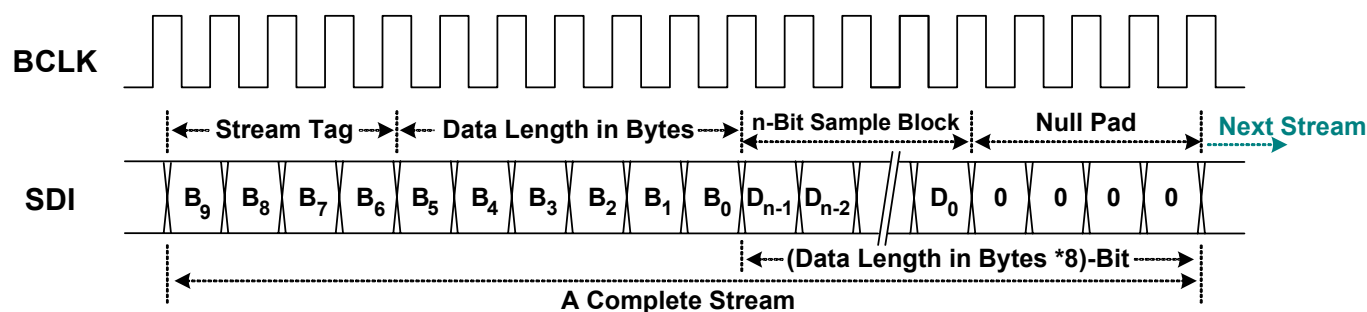 BCLK
Stream Tag Data Length in Bytes n-Bit Sample Block Null Pad Next Stream
SDI B9 B8 B7 B6 B5 B4 B3 B2 B1 B0 Dn-1 Dn-2 D0 0 0 0 0
(Data Length in Bytes *8)-Bit
A Complete Stream